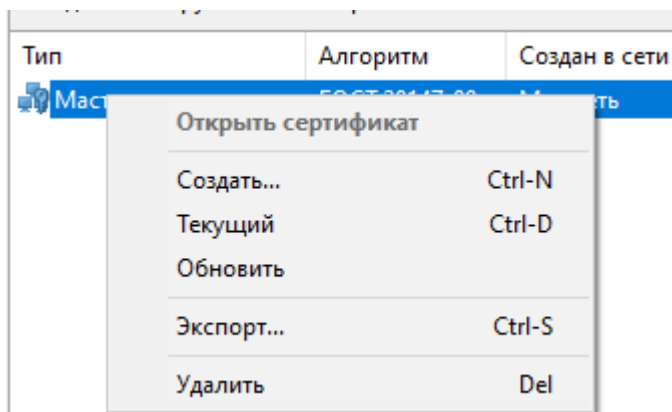 Тип Алгоритм Создан в сети
Открыть сертификат
Создать... Ctrl-N
Текущий Ctrl-D
Обновить
Экспорт... Ctrl-S
Удалить Del